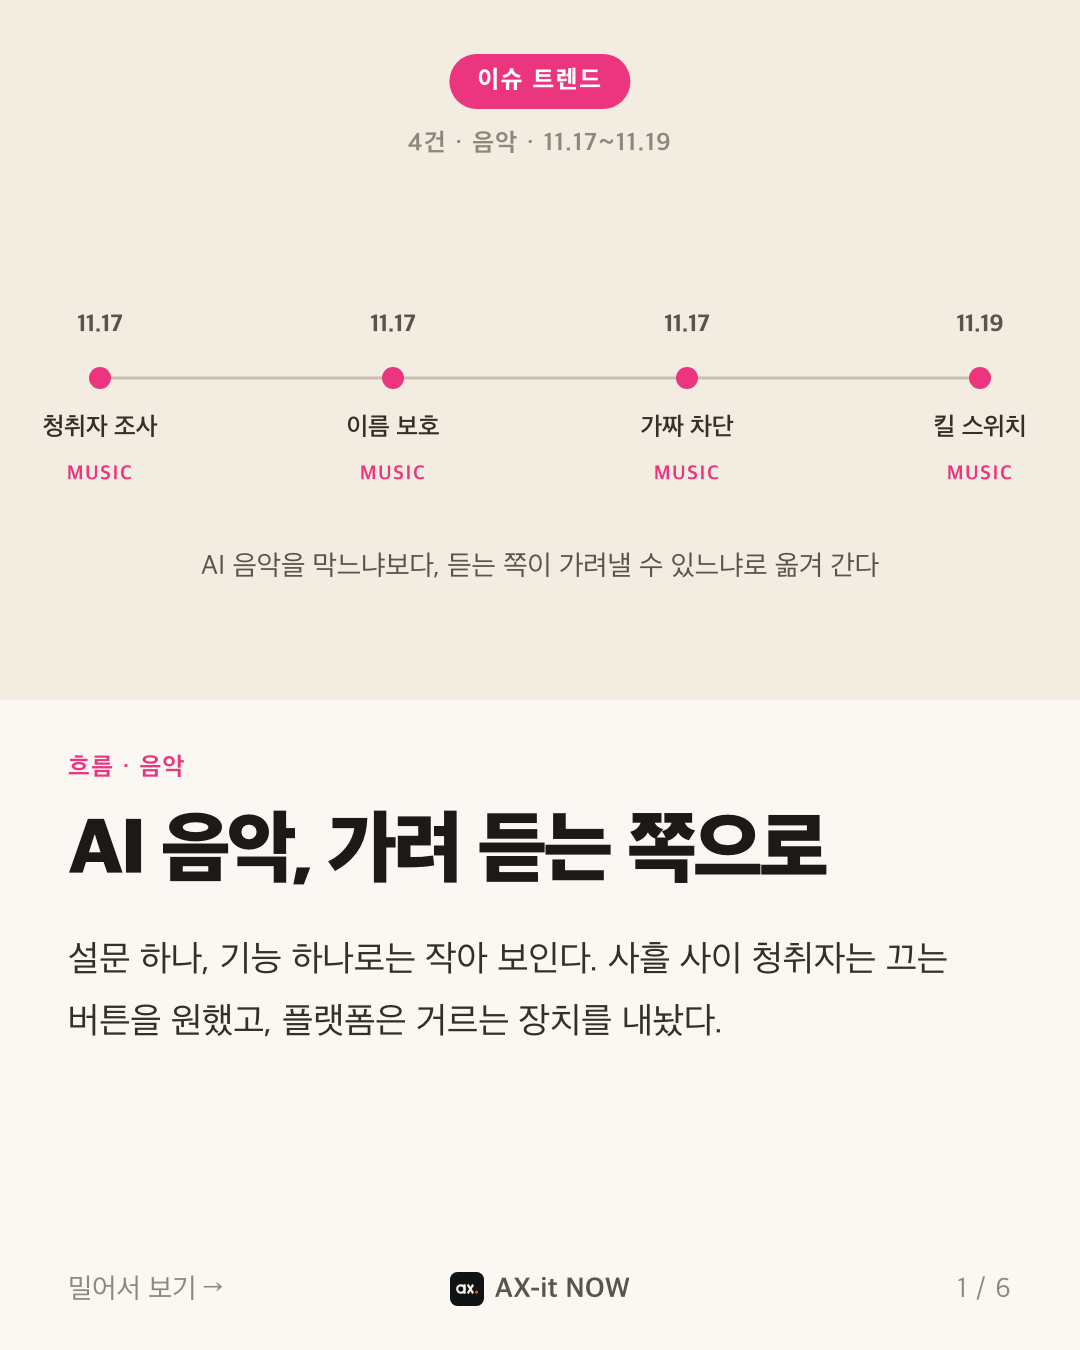 이슈 트렌드
4건 · 음악 · 11.17~11.19
11.17 11.17 11.17 11.19
청취자 조사 이름 보호 가짜 차단 킬 스위치
MUSIC MUSIC MUSIC MUSIC
AI 음악을 막느냐보다, 듣는 쪽이 가려낼 수 있느냐로 옮겨 간다
흐름 · 음악
AI 음악, 가려 듣는 쪽으로
설문 하나, 기능 하나로는 작아 보인다. 사흘 사이 청취자는 끄는
버튼을 원했고, 플랫폼은 거르는 장치를 내놨다.
밀어서 보기 → ax. AX-it NOW 1 / 6